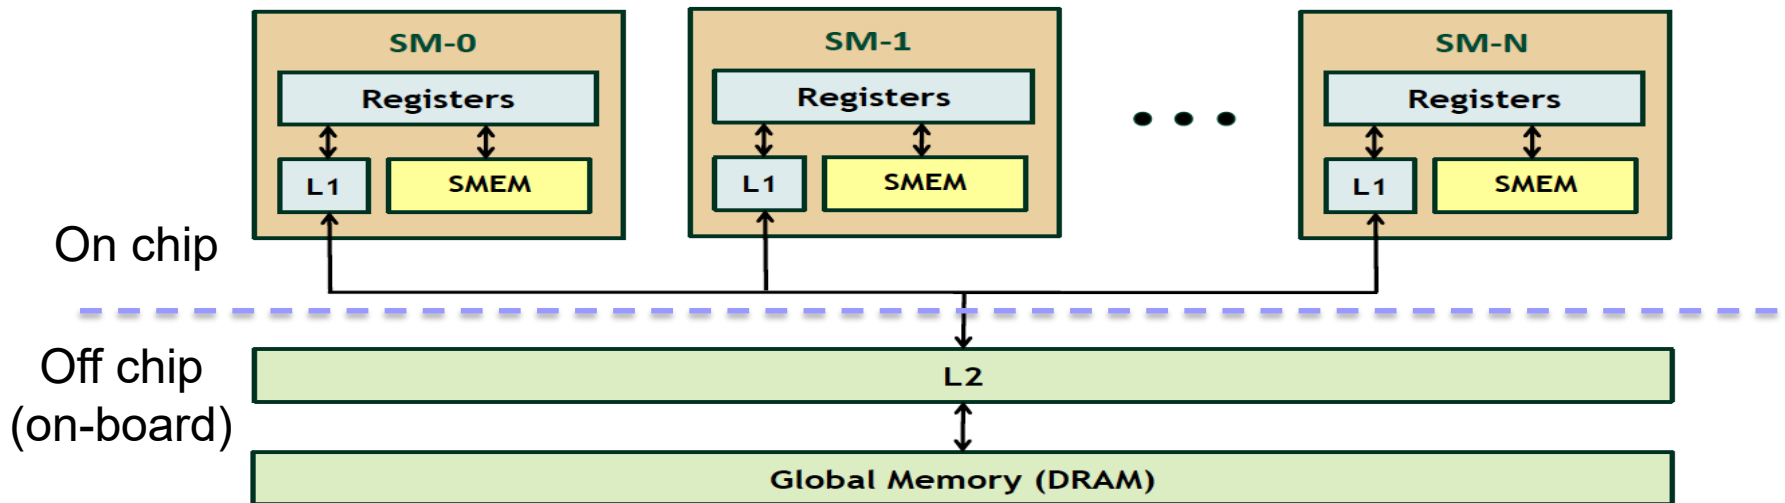 SM-0
Registers
L1
SMEM
SM-1
Registers
L1
SMEM
SM-N
Registers
L1
SMEM
On chip
Off chip
(on-board)
L2
Global Memory (DRAM)